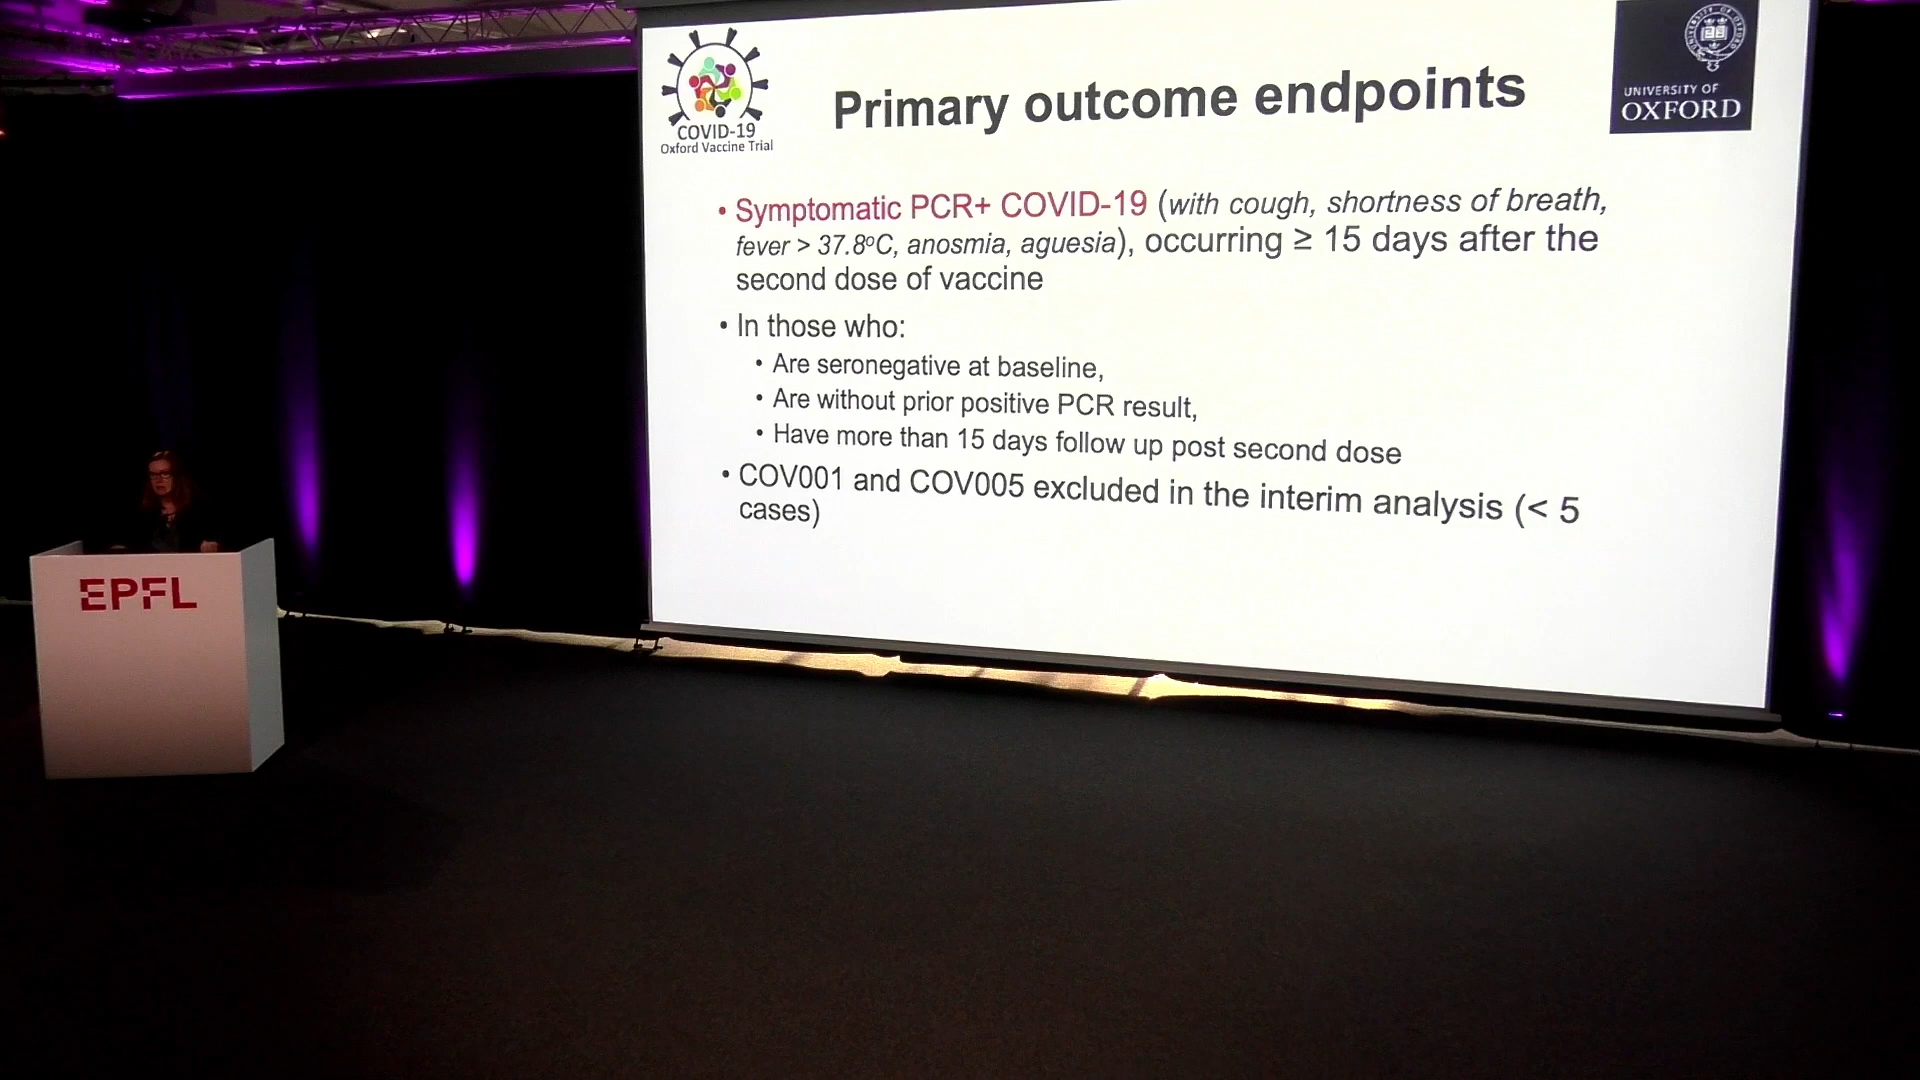 COVID-19
Oxford Vaccine Trial
Primary outcome endpoints
UNIVERSITY OF
OXFORD
• Symptomatic PCR+ COVID-19 (with cough, shortness of breath,
fever > 37.8ºC, anosmia, aguesia), occurring ≥ 15 days after the
second dose of vaccine
• In those who:
• Are seronegative at baseline,
• Are without prior positive PCR result,
• Have more than 15 days follow up post second dose
• COV001 and COV005 excluded in the interim analysis (< 5
cases)
EPFL